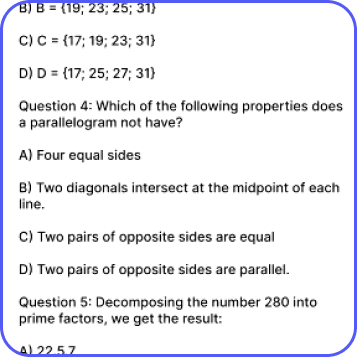 B) B = {19; 23; 25; 31}
C) C = {17; 19; 23; 31}
D) D = {17; 25; 27; 31}
Question 4: Which of the following properties does
a parallelogram not have?
A) Four equal sides
B) Two diagonals intersect at the midpoint of each
line.
C) Two pairs of opposite sides are equal
D) Two pairs of opposite sides are parallel.
Question 5: Decomposing the number 280 into
prime factors, we get the result:
A) 22.5.7